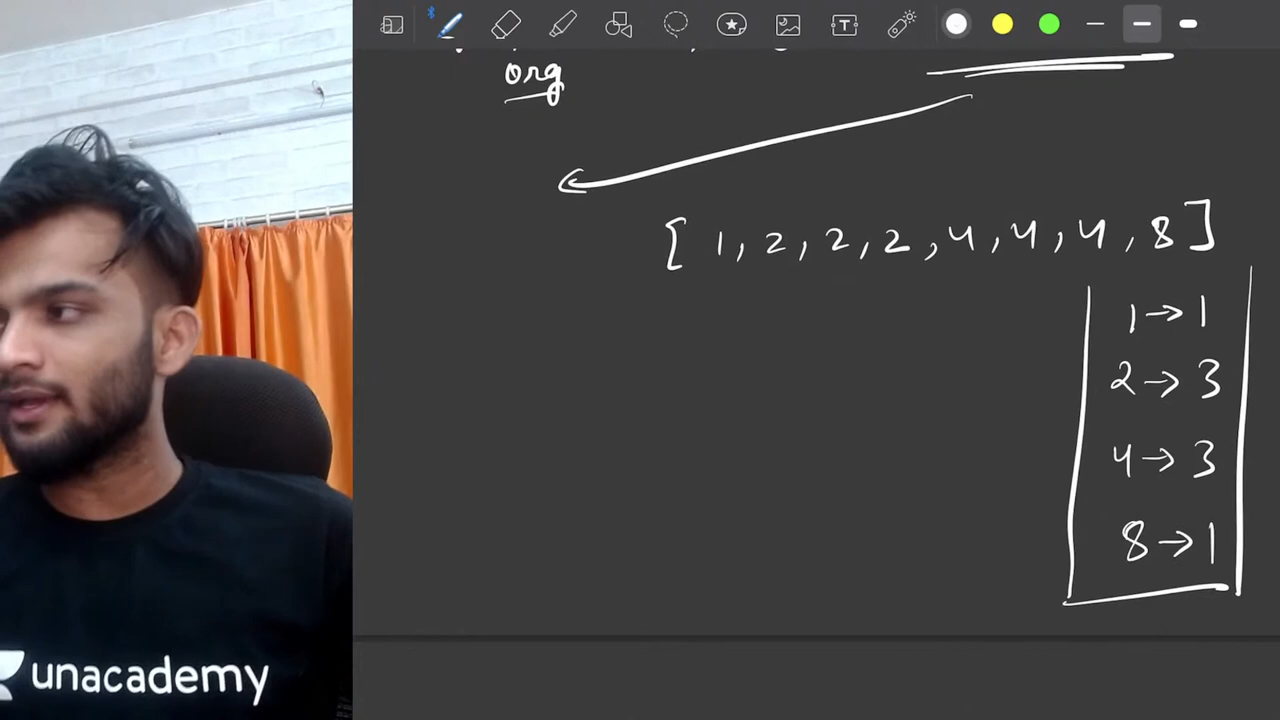 org
[ 1, 2, 2, 2, 4, 4, 4, 8 ]
1 → 1
2 → 3
4 → 3
8 → 1
unacademy